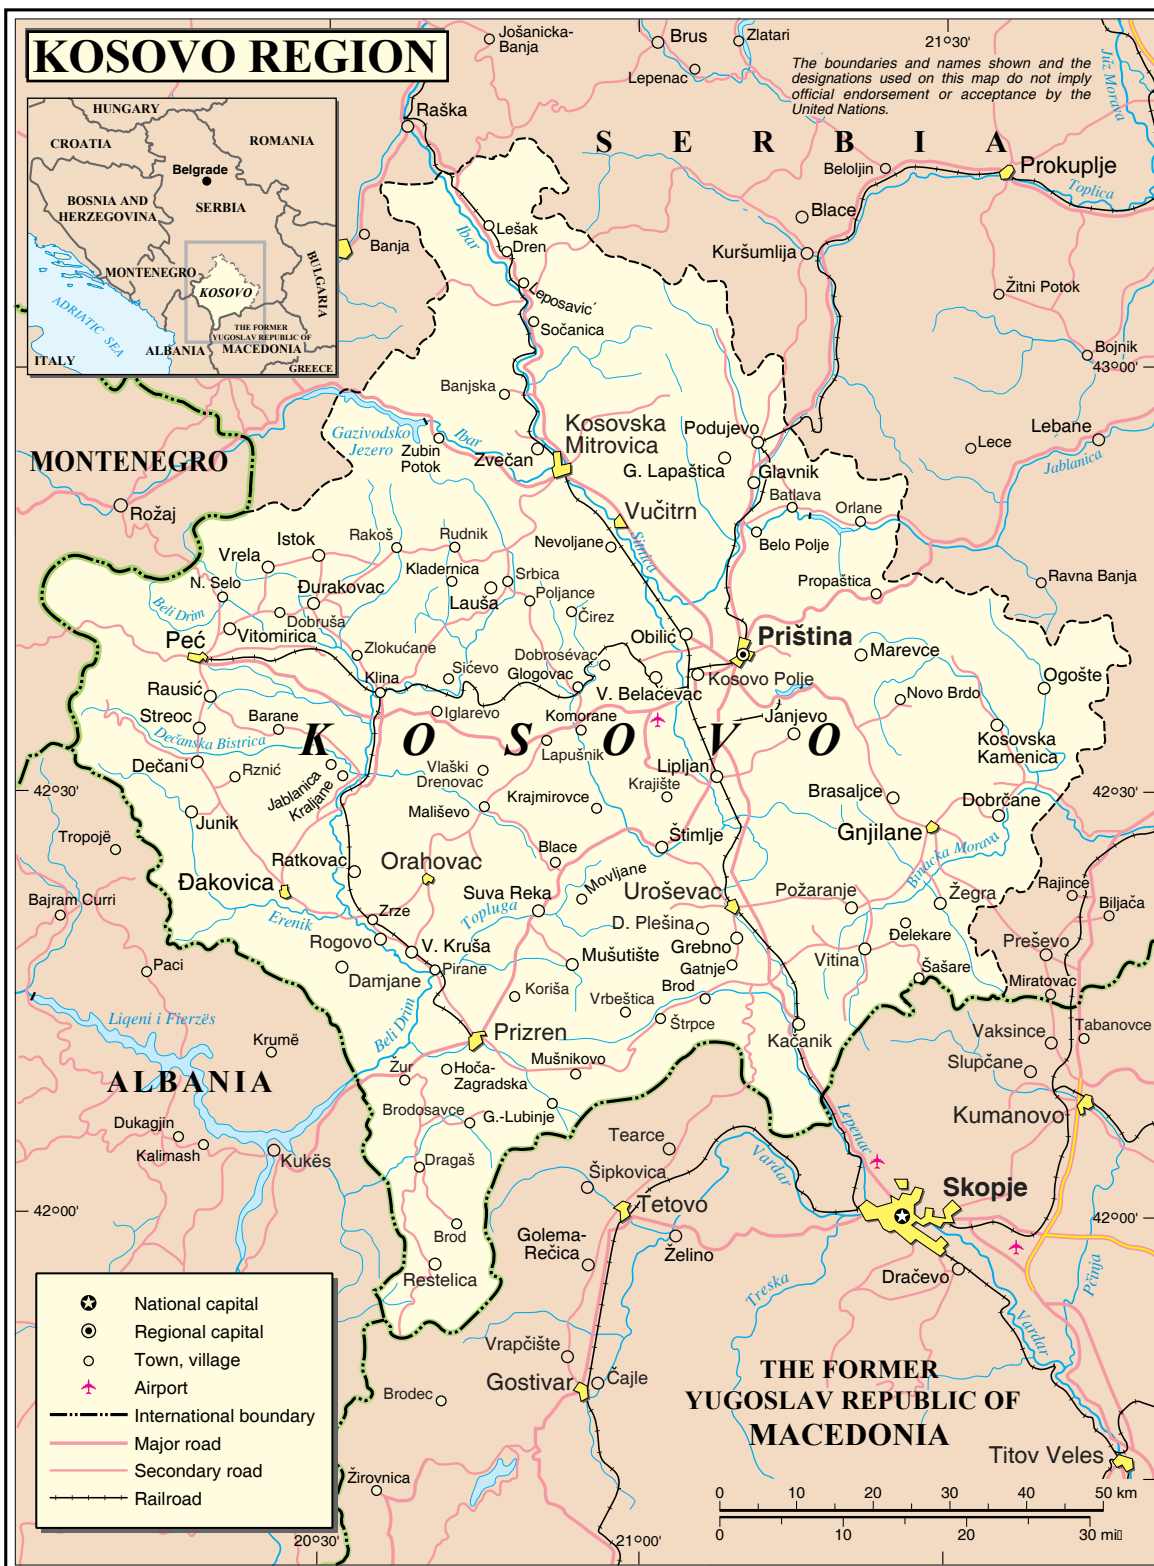 KOSOVO REGION
Jošanicka-
Banja
Brus
Zlatari
Lepenac
21°30'
Juž Morava
The boundaries and names shown and the
designations used on this map do not imply
official endorsement or acceptance by the
United Nations.
HUNGARY
CROATIA
ROMANIA
Belgrade
BOSNIA AND
HERZEGOVINA
SERBIA
MONTENEGRO
BULGARIA
KOSOVO
ADRIATIC SEA
THE FORMER
YUGOSLAV REPUBLIC OF
MACEDONIA
ALBANIA
ITALY
GREECE
Raška
SERBIA
Beloljin
Prokuplje
Toplica
Blace
Lešak
Ibar
Dren
Banja
Kuršumlija
Leposavić
Žitni Potok
Sočanica
Bojnik
43°00'
Banjska
Gazivodsko
Jezero
Ibar
Zubin
Potok
Kosovska
Mitrovica
Zvečan
Podujevo
G. Lapaštica
Glavnik
Lebane
Lece
Jablanica
MONTENEGRO
Rožaj
Vučitrn
Batlava
Orlane
Istok
Rakoš
Rudnik
Nevoljane
Sitnica
Belo Polje
Vrela
Kladernica
Srbica
Propaštica
Ravna Banja
N. Selo
Đurakovac
Lauša
Poljance
Beli Drim
Dobruša
Čirez
Peć
Vitomirica
Obilić
Priština
Zlokućane
Dobroševac
Marevce
Klina
Sićevo
Glogovac
Kosovo Polje
Ogošte
Rausić
V. Belaćevac
Novo Brdo
Streoc
Barane
Iglarevo
Komorane
Janjevo
KOSOVO
Dečanska Bistrica
Lapušnik
Kosovska
Kamenica
Dečani
Rznić
Jablanica
Kraljane
Vlaški
Drenovac
Lipljan
Krajište
42°30'
Mališevo
Krajmirovce
Brasaljce
Dobrčane
Junik
Štimlje
Gnjilane
Tropojë
Ratkovac
Orahovac
Blace
Binačka Morava
Đakovica
Suva Reka
Movljane
Uroševac
Požaranje
Žegra
Rajince
Bajram Curri
Erenik
Zrze
Topluga
D. Plešina
Đelekare
Biljača
Rogovo
V. Kruša
Grebno
Preševo
Paci
Damjane
Pirane
Mušutište
Gatnje
Vitina
Šašare
Koriša
Vrbeštica
Brod
Miratovac
Liqeni i Fierzës
Beli Drim
Prizren
Štrpce
Kačanik
Vaksince
Tabanovce
Krumë
Slupčane
ALBANIA
Žur
Hoča-
Zagradska
Mušnikovo
Brodosavce
G.-Lubinje
Kumanovo
Dukagjin
Kalimash
Kukës
Dragaš
Tearce
Lepenac
Šipkovica
Vardar
Skopje
42°00'
Tetovo
42°00'
Brod
Golema-
Rečica
Želino
Restelica
Treska
Dračevo
Pčinja
National capital
Regional capital
Town, village
Airport
International boundary
Major road
Secondary road
Railroad
Vrapčište
Vardar
Gostivar
Čajle
Brodec
THE FORMER
YUGOSLAV REPUBLIC OF
MACEDONIA
Titov Veles
Žirovnica
0 10 20 30 40 50 km
0 10 20 30 mi
20°30'
21°00'
42°30'